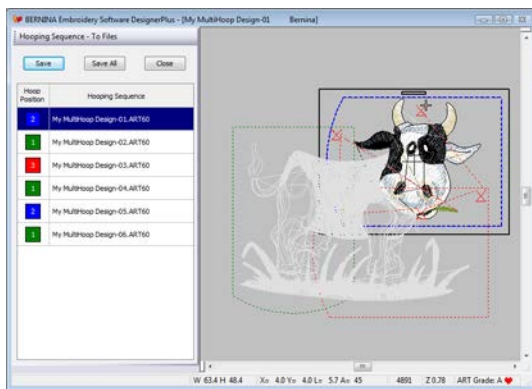 BERNINA Embroidery Software DesignerPlus - [My MultiHoop Design-01 Bernina]
Hooping Sequence - To Files
Save Save All Close
Hoop Position Hooping Sequence
2 My MultiHoop Design-01.ART60
1 My MultiHoop Design-02.ART60
3 My MultiHoop Design-03.ART60
1 My MultiHoop Design-04.ART60
2 My MultiHoop Design-05.ART60
1 My MultiHoop Design-06.ART60
W 63.4 H 48.4 X= 4.0 Y= 4.0 L= 5.7 A= 45 4891 Z 0.78 ART Grade: A